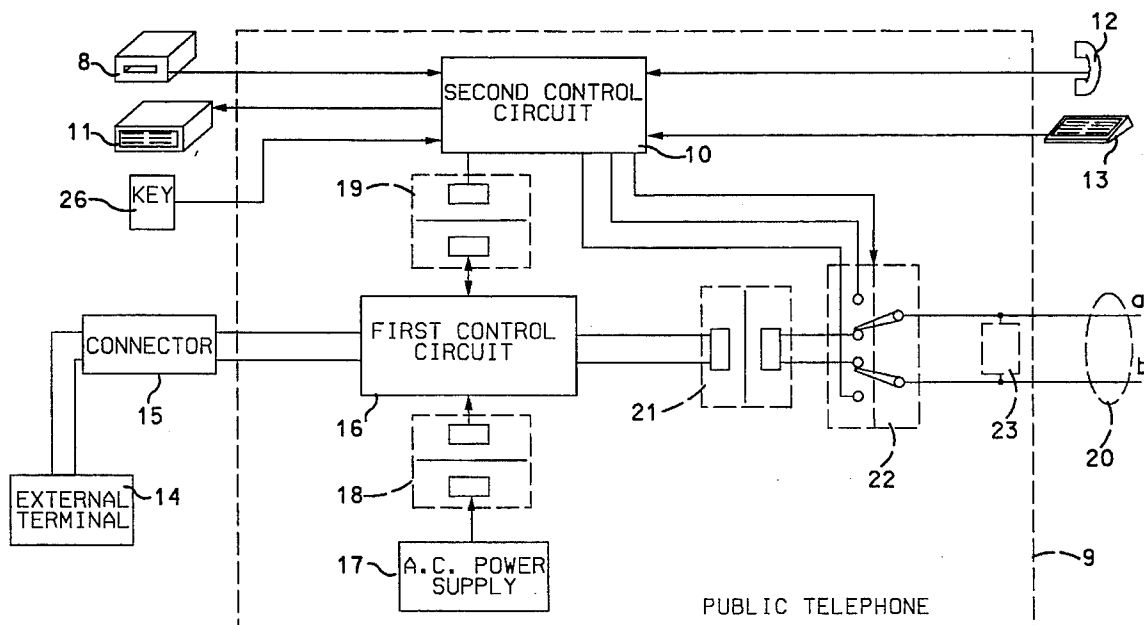 8
SECOND CONTROL
CIRCUIT
12
11
10
13
KEY
26
19
a
CONNECTOR
FIRST CONTROL
CIRCUIT
b
15
16
21
23
20
22
EXTERNAL
TERMINAL
14
18
17
A.C. POWER
SUPPLY
9
PUBLIC TELEPHONE